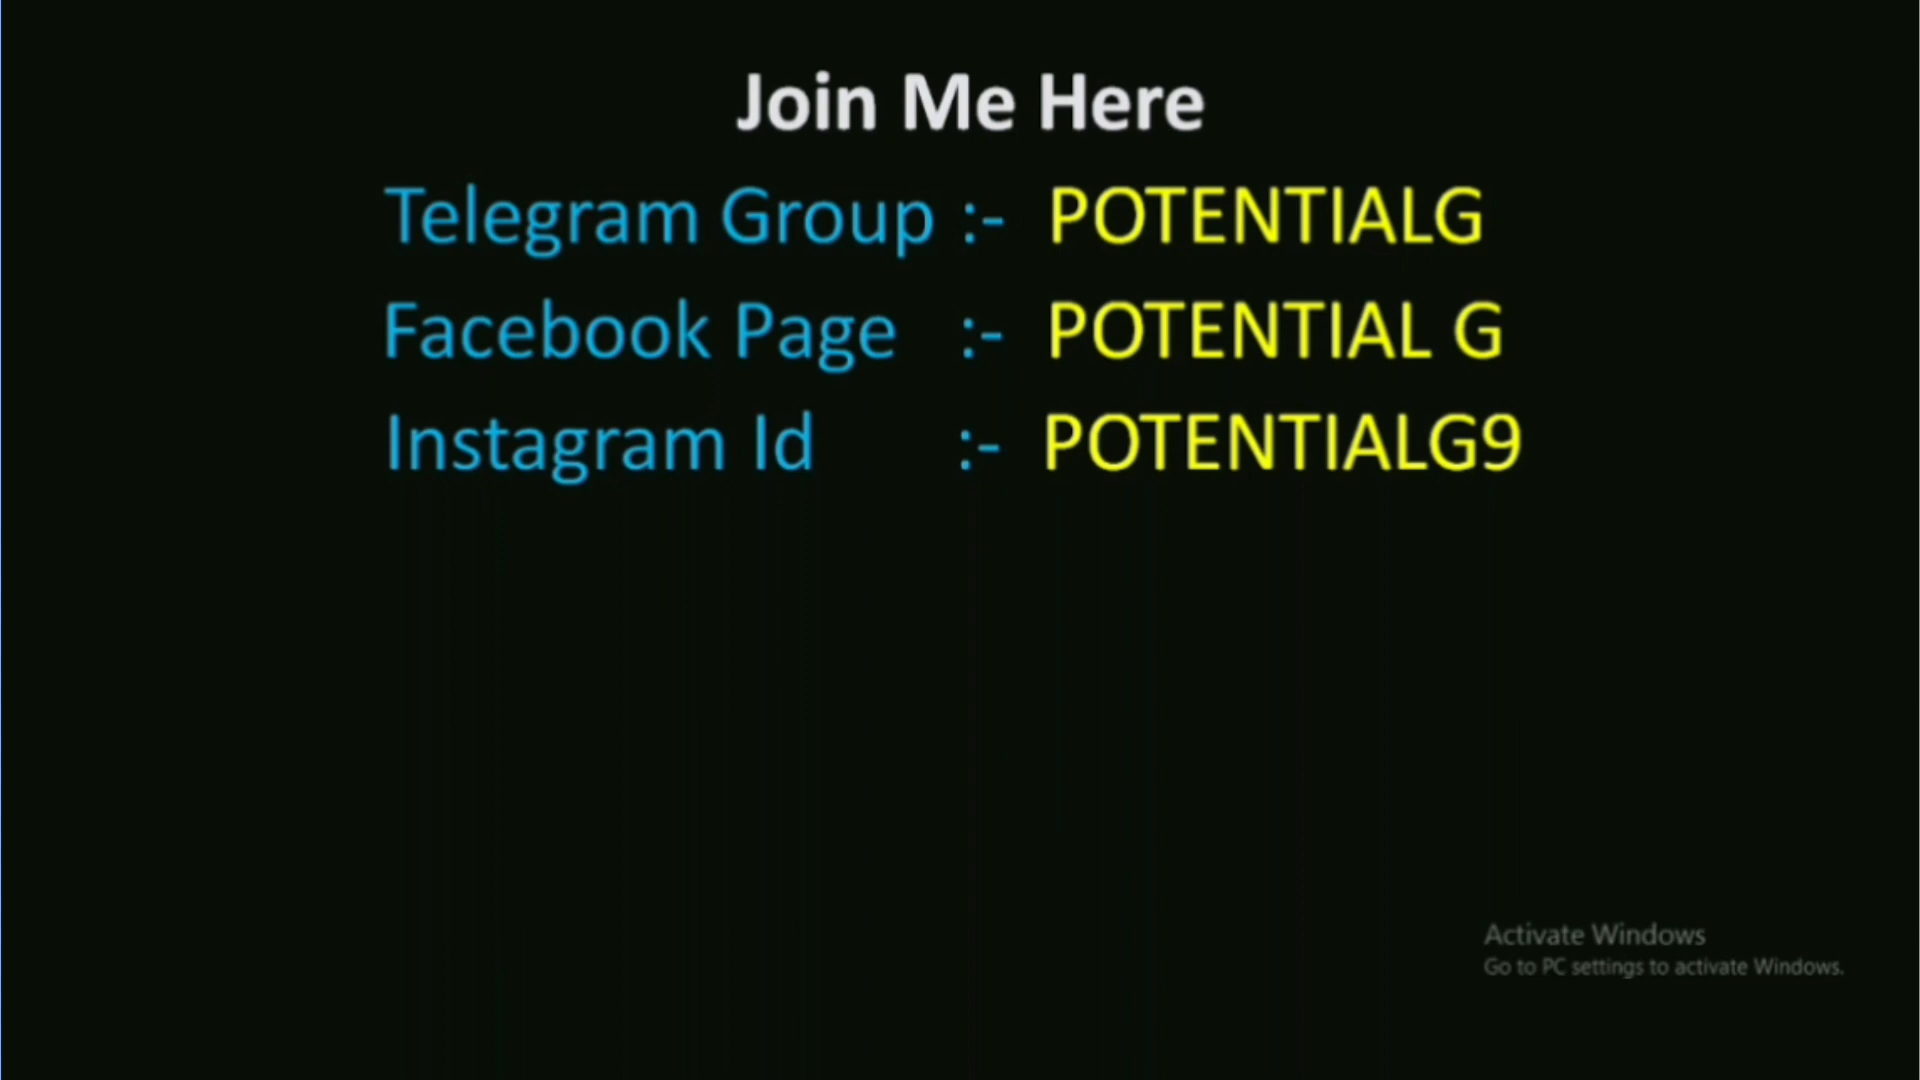 Join Me Here
Telegram Group :- POTENTIALG
Facebook Page :- POTENTIAL G
Instagram Id :- POTENTIALG9
Activate Windows
Go to PC settings to activate Windows.